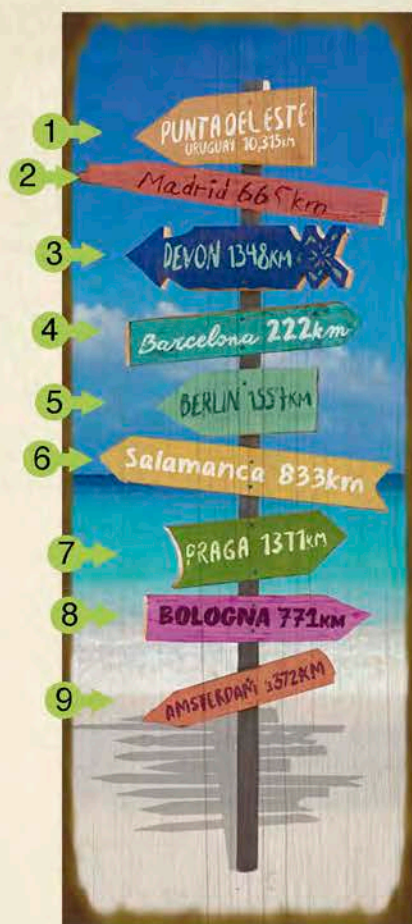 1
PUNTA DEL ESTE
URUGUAY 10,315KM
2
Madrid 665km
3
DEVON 1348KM
4
Barcelona 222km
5
BERLIN 1557KM
6
Salamanca 833km
7
PRAGA 1371KM
8
BOLOGNA 771KM
9
AMSTERDAM 1372KM